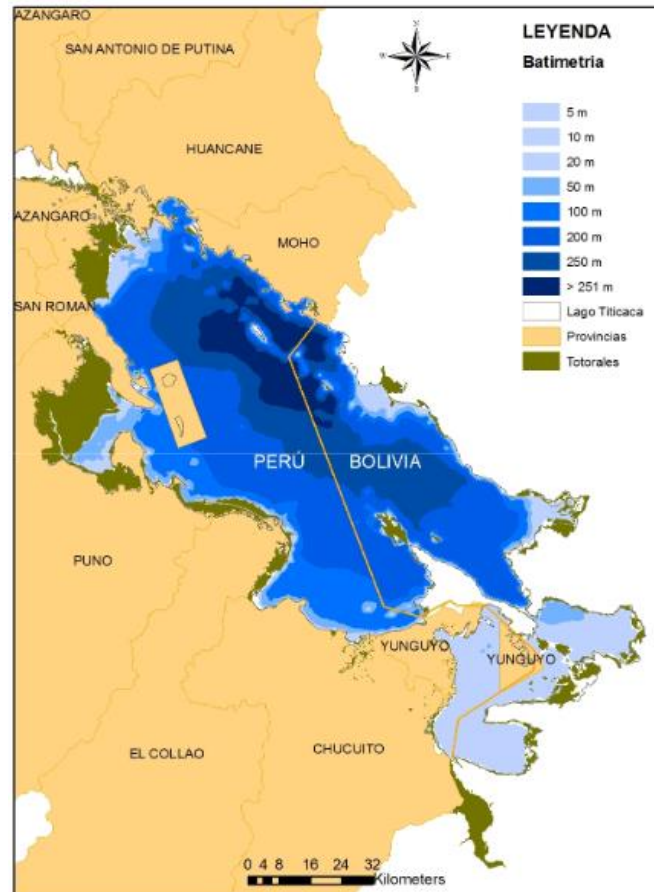 AZANGARO
SAN ANTONIO DE PUTINA
HUANCANE
AZANGARO
MOHO
SAN ROMAN
PERÚ
BOLIVIA
PUNO
YUNGUYO
YUNGUYO
EL COLLAO
CHUCUITO
N
W
E
S
LEYENDA
Batimetria
5 m
10 m
20 m
50 m
100 m
200 m
250 m
> 251 m
Lago Titicaca
Provincias
Totorales
0 4 8 16 24 32
Kilometers